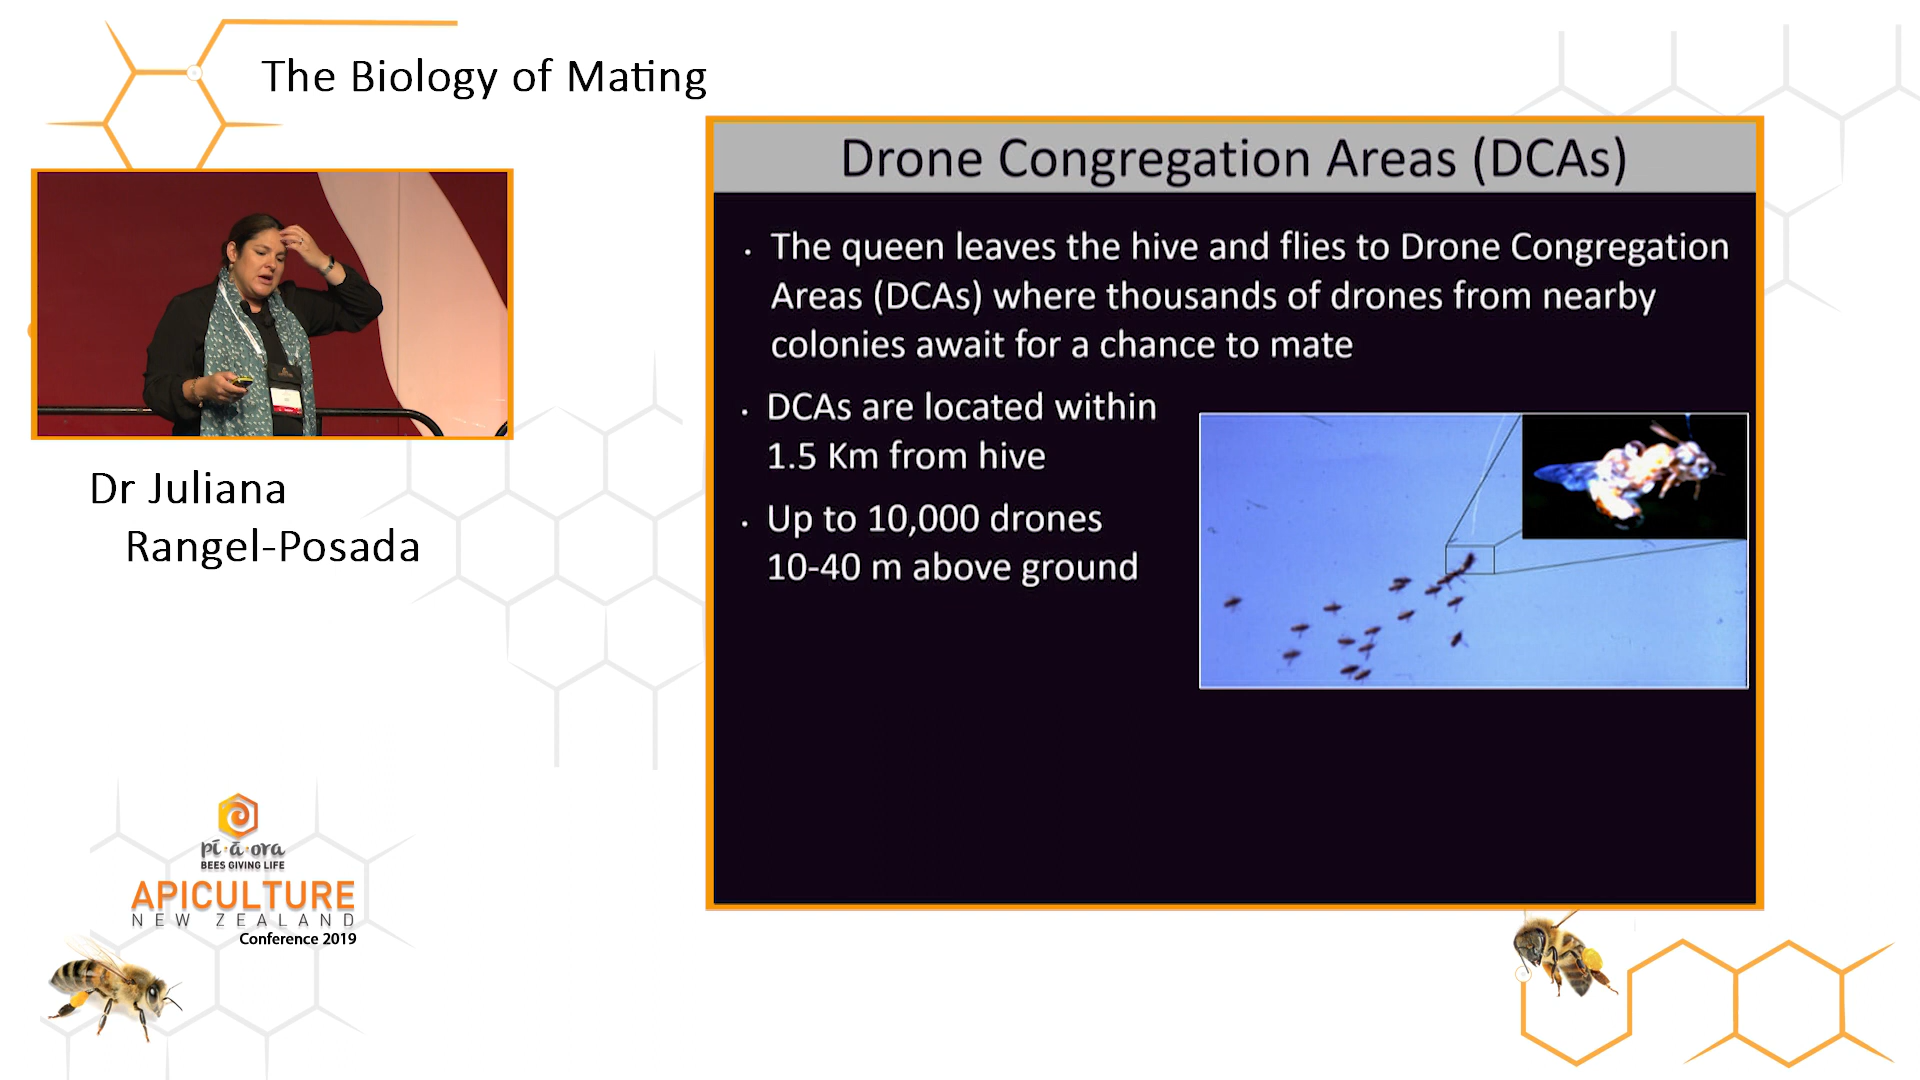 The Biology of Mating
Drone Congregation Areas (DCAs)
• The queen leaves the hive and flies to Drone Congregation
Areas (DCAs) where thousands of drones from nearby
colonies await for a chance to mate
• DCAs are located within
1.5 Km from hive
• Up to 10,000 drones
10-40 m above ground
Dr Juliana
Rangel-Posada
pī·ā·ora
BEES GIVING LIFE
APICULTURE
NEW ZEALAND
Conference 2019